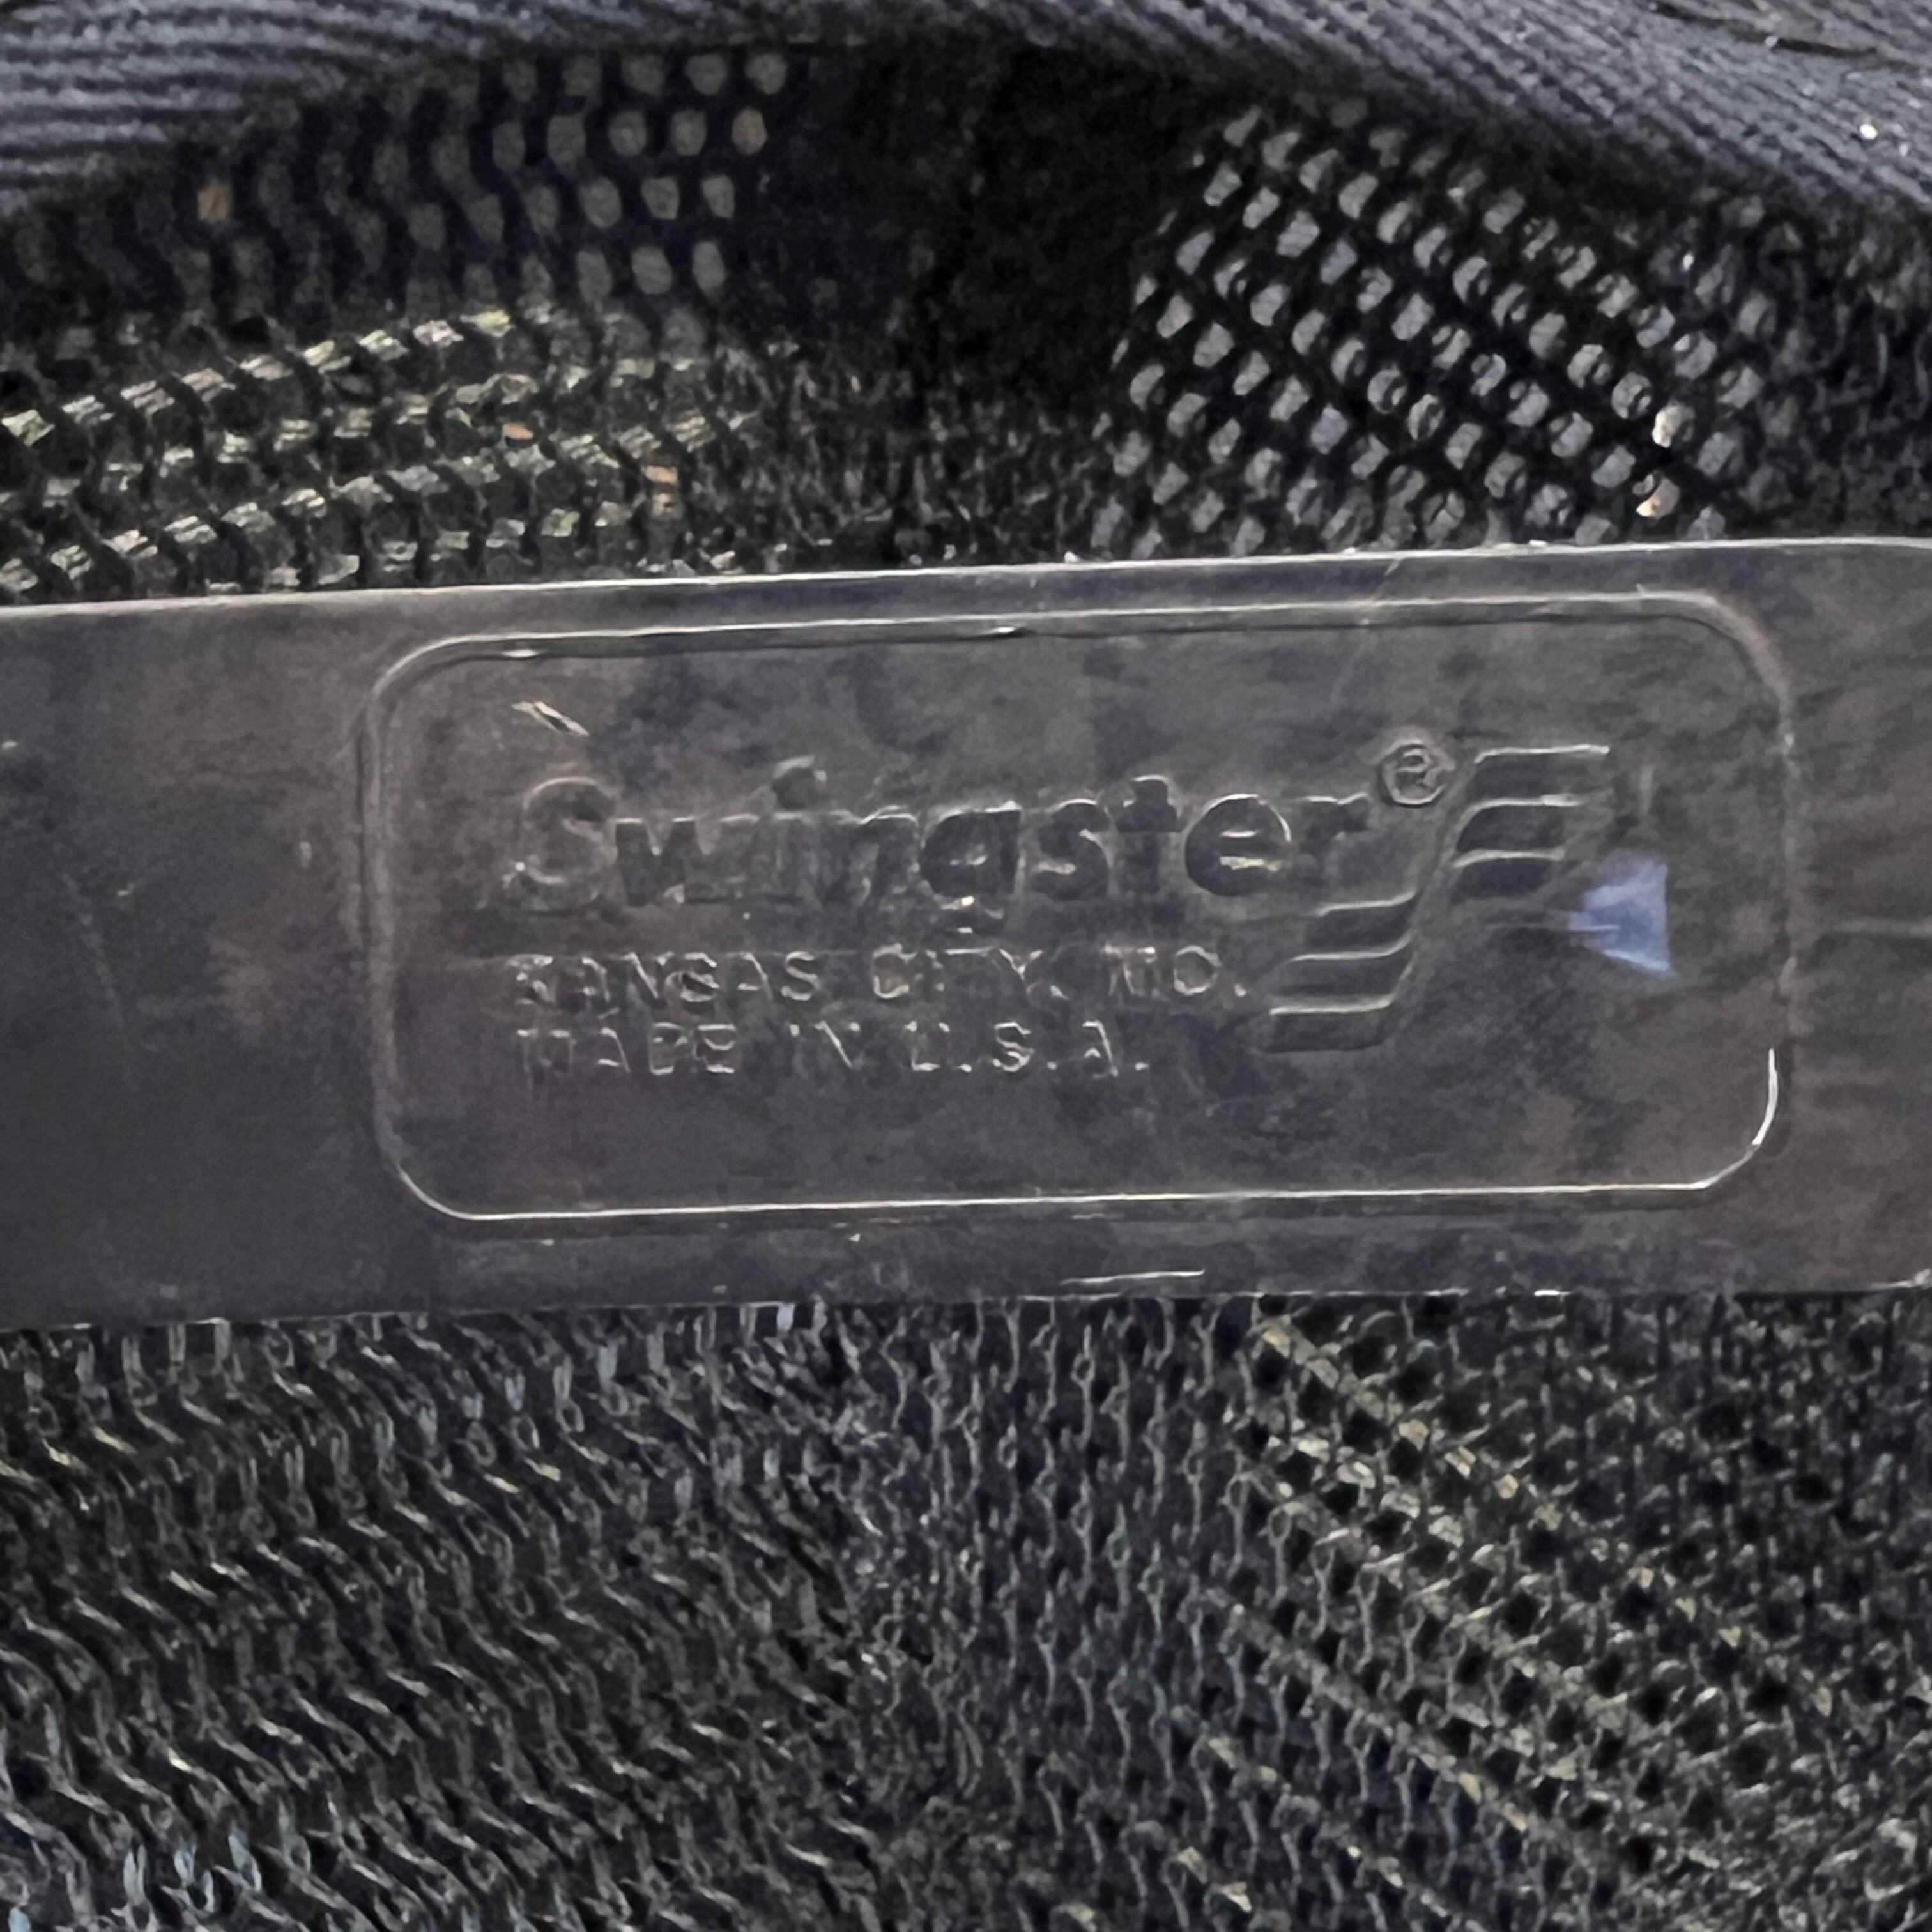 Swingster®
KANSAS CITY, MO.
MADE IN U.S.A.